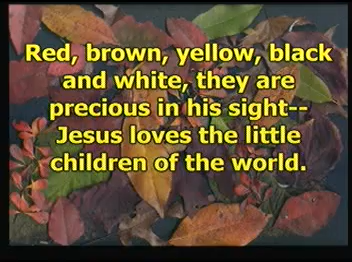 Red, brown, yellow, black
and white, they are
precious in his sight--
Jesus loves the little
children of the world.